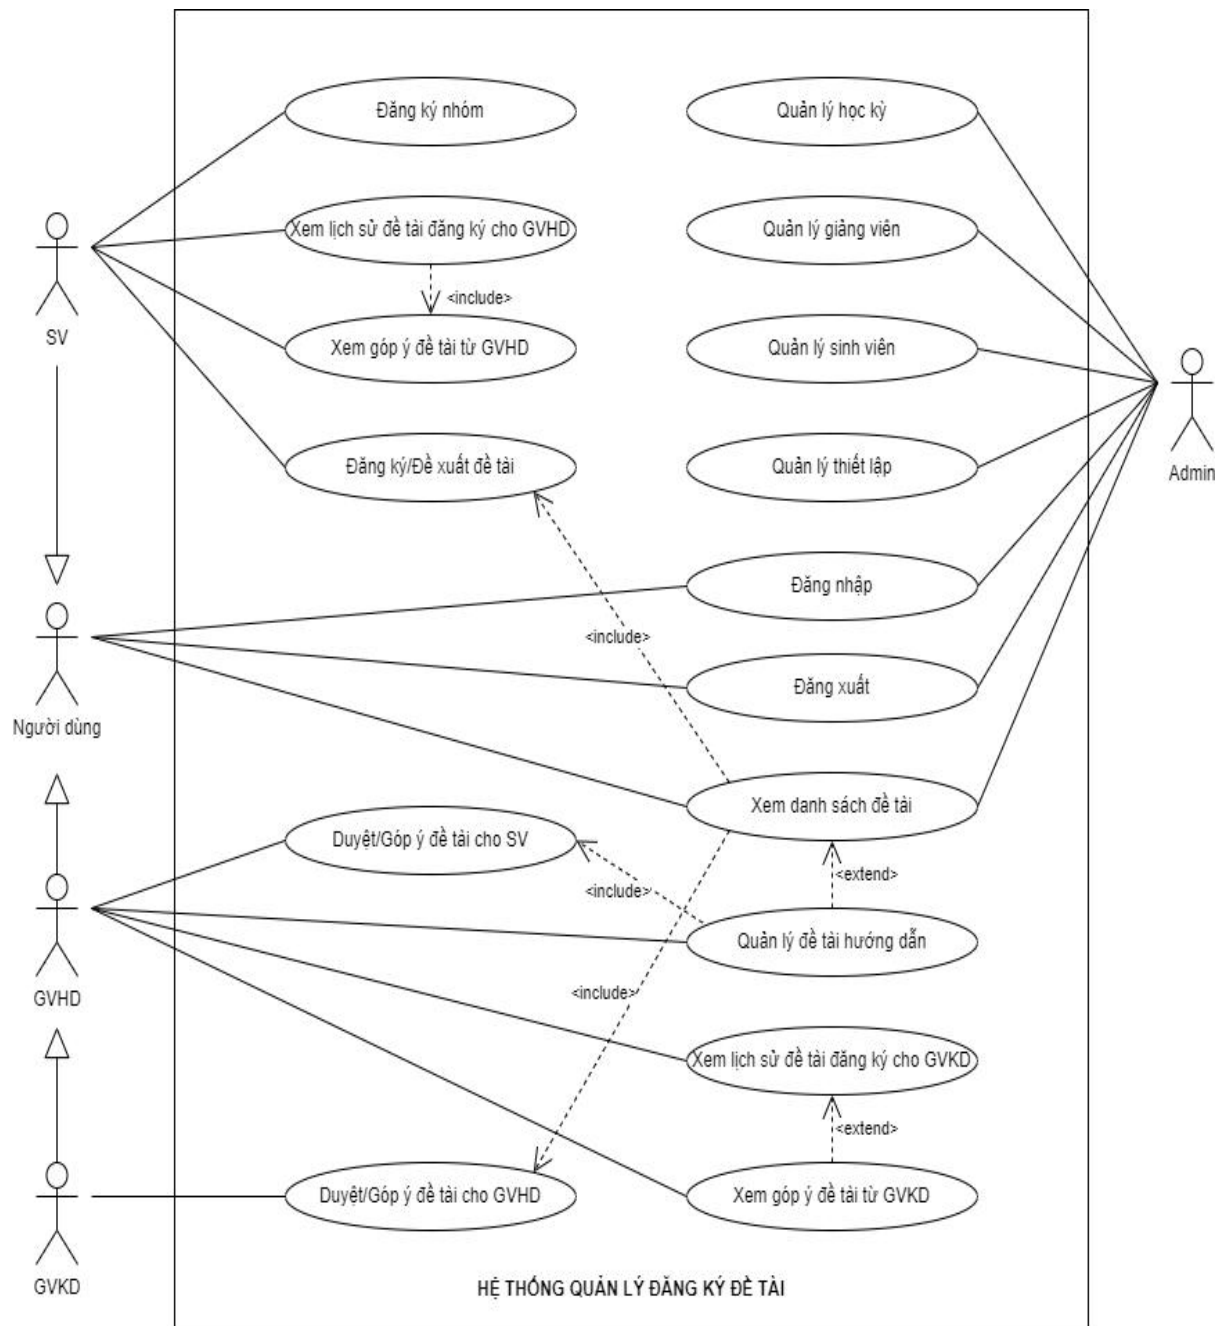 Đăng ký nhóm
Quản lý học kỳ
Xem lịch sử đề tài đăng ký cho GVHD
Quản lý giảng viên
<include>
SV
Xem góp ý đề tài từ GVHD
Quản lý sinh viên
Đăng ký/Đề xuất đề tài
Quản lý thiết lập
Admin
Đăng nhập
<include>
Đăng xuất
Người dùng
Xem danh sách đề tài
Duyệt/Góp ý đề tài cho SV
<extend>
<include>
Quản lý đề tài hướng dẫn
GVHD
<include>
Xem lịch sử đề tài đăng ký cho GVKD
<extend>
Duyệt/Góp ý đề tài cho GVHD
Xem góp ý đề tài từ GVKD
GVKD
HỆ THỐNG QUẢN LÝ ĐĂNG KÝ ĐỀ TÀI